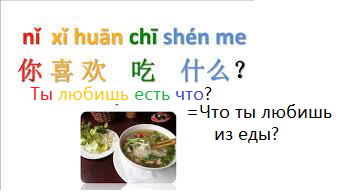 nǐ xǐ huān chī shén me
你 喜 欢 吃 什么？
Ты любишь есть что?
=Что ты любишь
из еды?